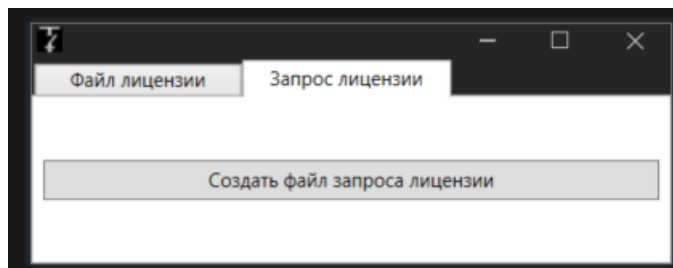 Файл лицензии
Запрос лицензии
Создать файл запроса лицензии